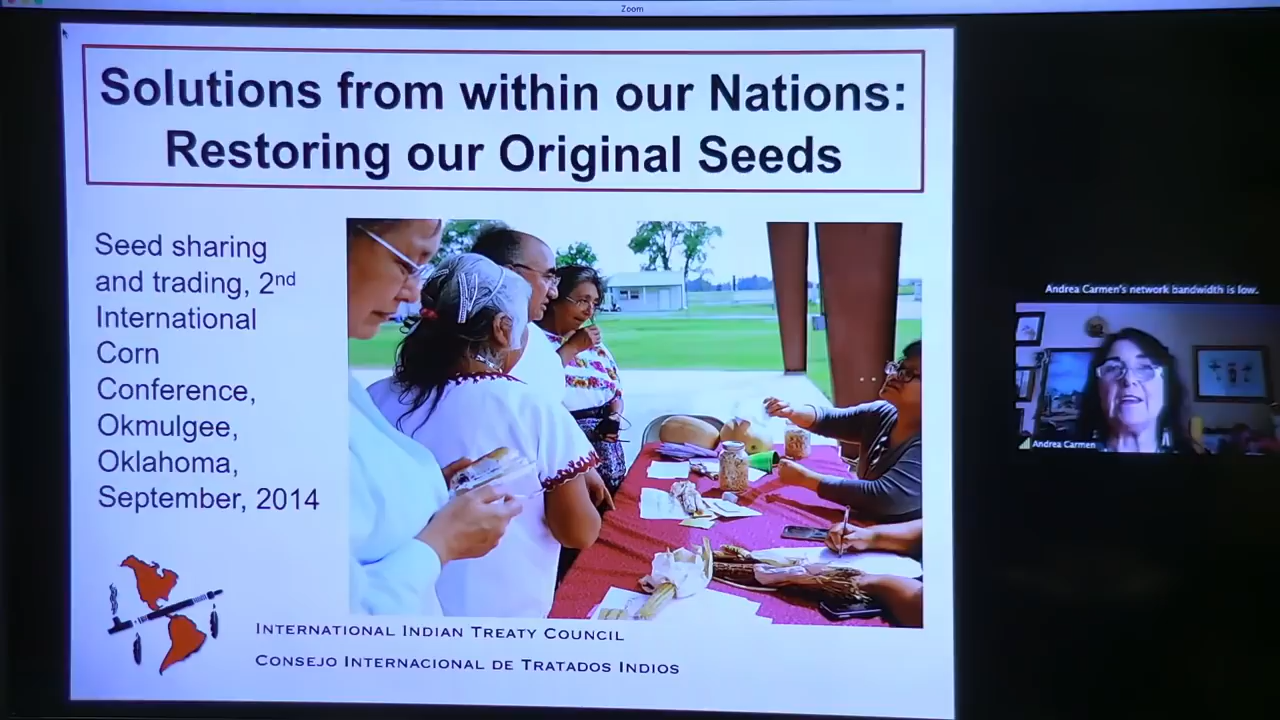 Zoom
Solutions from within our Nations:
Restoring our Original Seeds
Seed sharing
and trading, 2nd
International
Corn
Conference,
Okmulgee,
Oklahoma,
September, 2014
INTERNATIONAL INDIAN TREATY COUNCIL
CONSEJO INTERNACIONAL DE TRATADOS INDIOS
Andrea Carmen's network bandwidth is low.
Andrea Carmen